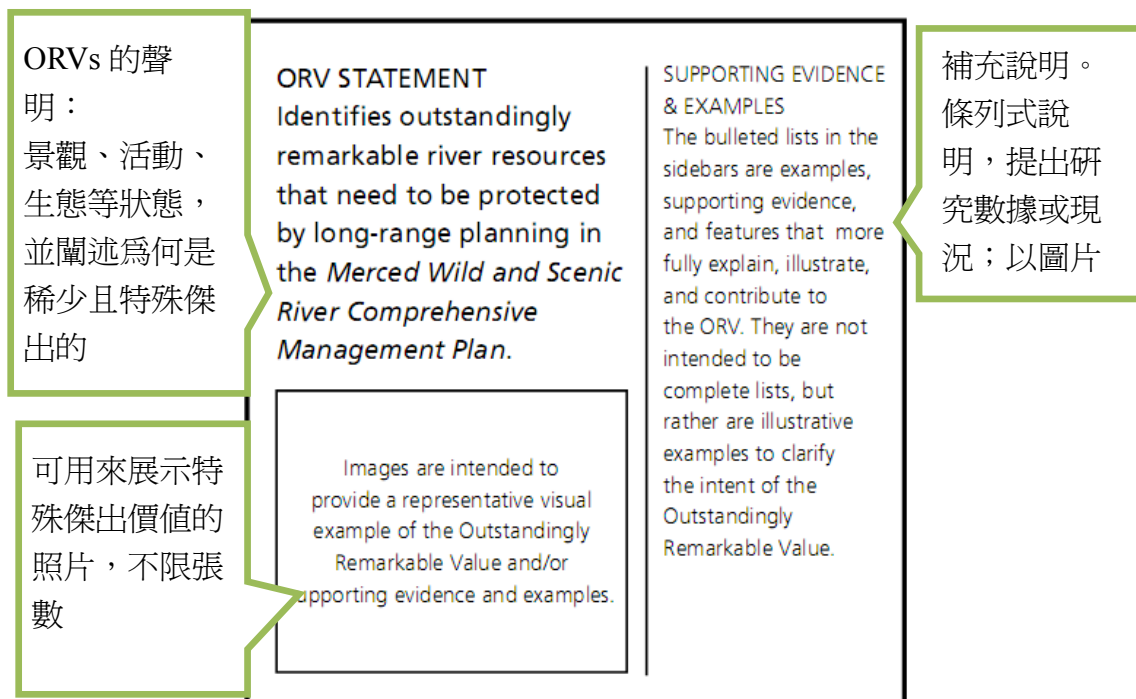 ORVs 的聲
明：
景觀、活動、
生態等狀態，
並闡述為何是
稀少且特殊傑
出的
可用來展示特
殊傑出價值的
照片，不限張
數
ORV STATEMENT
Identifies outstandingly
remarkable river resources
that need to be protected
by long-range planning in
the Merced Wild and Scenic
River Comprehensive
Management Plan.
Images are intended to
provide a representative visual
example of the Outstandingly
Remarkable Value and/or
upporting evidence and examples.
SUPPORTING EVIDENCE
& EXAMPLES
The bulleted lists in the
sidebars are examples,
supporting evidence,
and features that more
fully explain, illustrate,
and contribute to
the ORV. They are not
intended to be
complete lists, but
rather are illustrative
examples to clarify
the intent of the
Outstandingly
Remarkable Value.
補充說明。
條列式說
明，提出研
究數據或現
況；以圖片